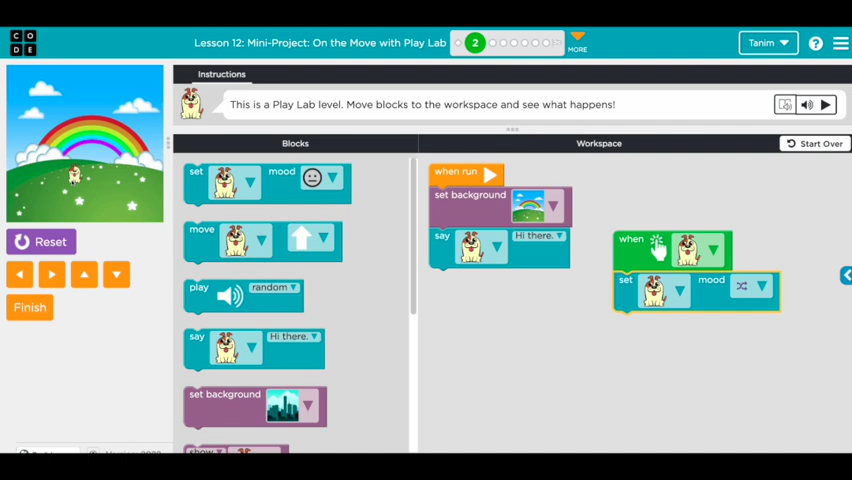 CO
DE
Lesson 12: Mini-Project: On the Move with Play Lab
2
MORE
Tanim
?
Instructions
This is a Play Lab level. Move blocks to the workspace and see what happens!
Blocks
Workspace
Start Over
set mood
move
play random
say Hi there.
set background
when run
set background
say Hi there.
when
set mood
Reset
Finish